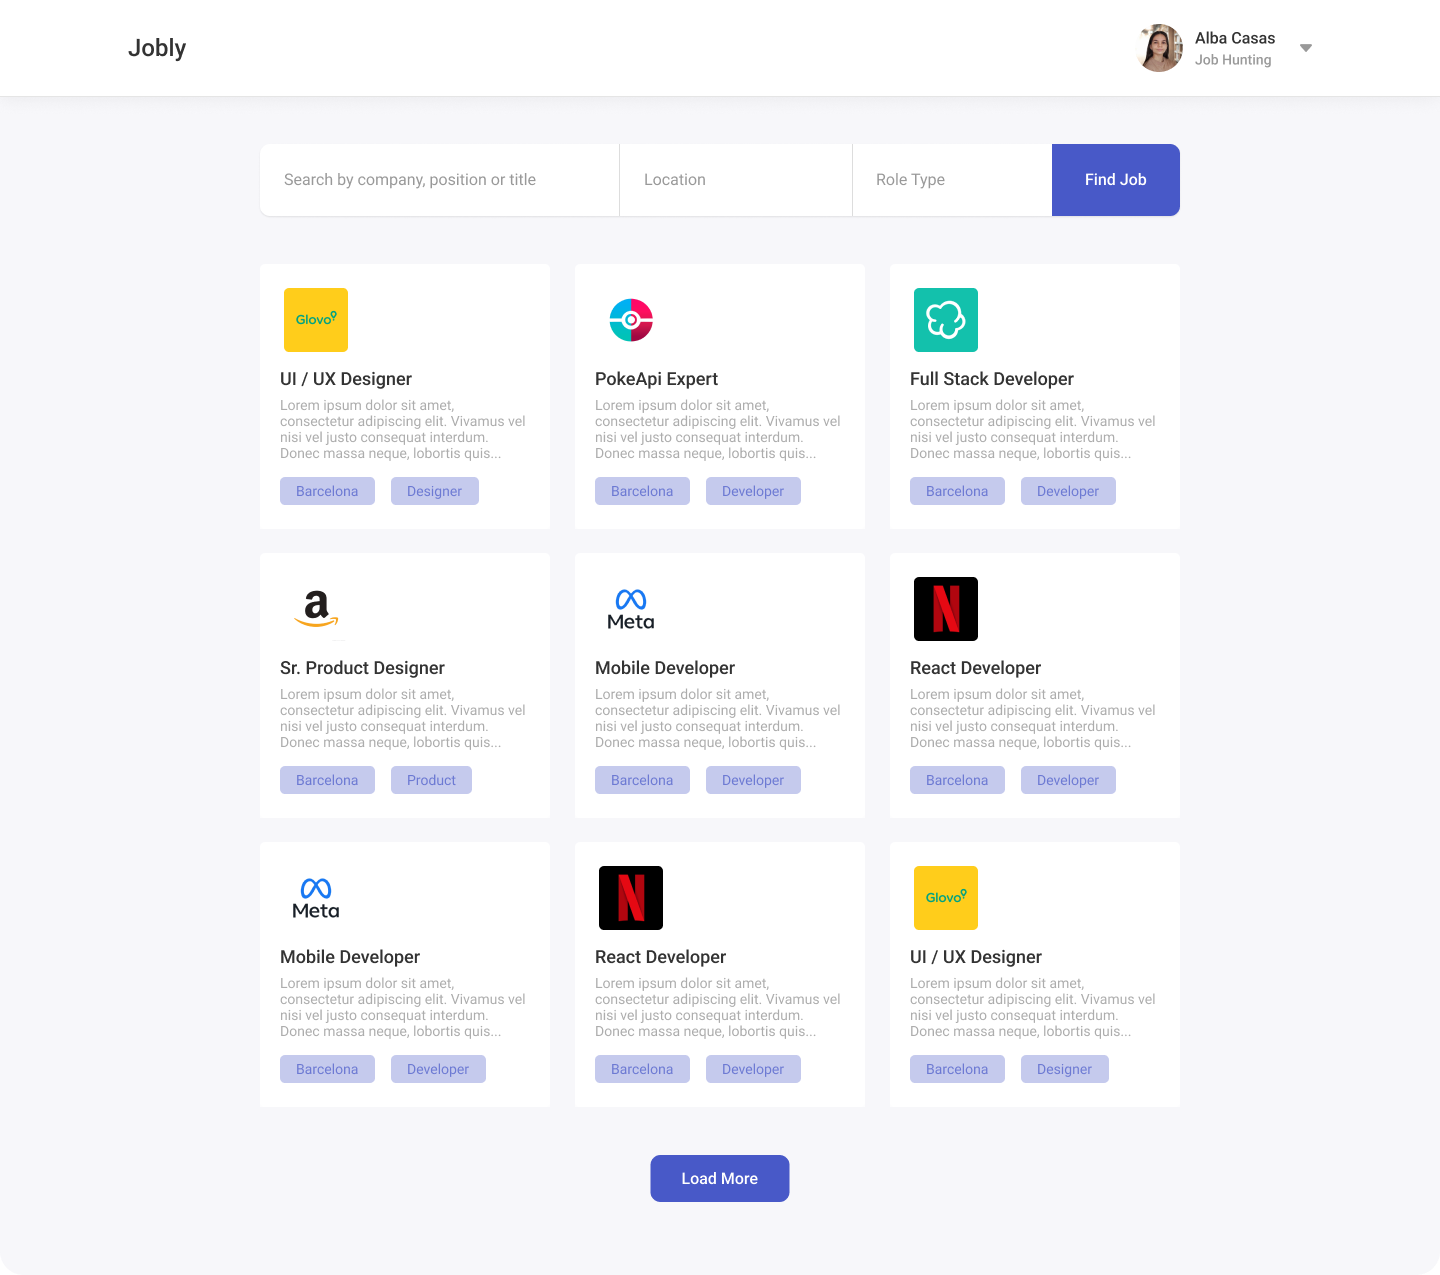 Jobly
Alba Casas
Job Hunting
Search by company, position or title
Location
Role Type
Find Job
Glovo
UI / UX Designer
Lorem ipsum dolor sit amet,
consectetur adipiscing elit. Vivamus vel
nisi vel justo consequat interdum.
Donec massa neque, lobortis quis...
Barcelona
Designer
PokeApi Expert
Lorem ipsum dolor sit amet,
consectetur adipiscing elit. Vivamus vel
nisi vel justo consequat interdum.
Donec massa neque, lobortis quis...
Barcelona
Developer
Full Stack Developer
Lorem ipsum dolor sit amet,
consectetur adipiscing elit. Vivamus vel
nisi vel justo consequat interdum.
Donec massa neque, lobortis quis...
Barcelona
Developer
a
Sr. Product Designer
Lorem ipsum dolor sit amet,
consectetur adipiscing elit. Vivamus vel
nisi vel justo consequat interdum.
Donec massa neque, lobortis quis...
Barcelona
Product
Meta
Mobile Developer
Lorem ipsum dolor sit amet,
consectetur adipiscing elit. Vivamus vel
nisi vel justo consequat interdum.
Donec massa neque, lobortis quis...
Barcelona
Developer
N
React Developer
Lorem ipsum dolor sit amet,
consectetur adipiscing elit. Vivamus vel
nisi vel justo consequat interdum.
Donec massa neque, lobortis quis...
Barcelona
Developer
Meta
Mobile Developer
Lorem ipsum dolor sit amet,
consectetur adipiscing elit. Vivamus vel
nisi vel justo consequat interdum.
Donec massa neque, lobortis quis...
Barcelona
Developer
N
React Developer
Lorem ipsum dolor sit amet,
consectetur adipiscing elit. Vivamus vel
nisi vel justo consequat interdum.
Donec massa neque, lobortis quis...
Barcelona
Developer
Glovo
UI / UX Designer
Lorem ipsum dolor sit amet,
consectetur adipiscing elit. Vivamus vel
nisi vel justo consequat interdum.
Donec massa neque, lobortis quis...
Barcelona
Designer
Load More